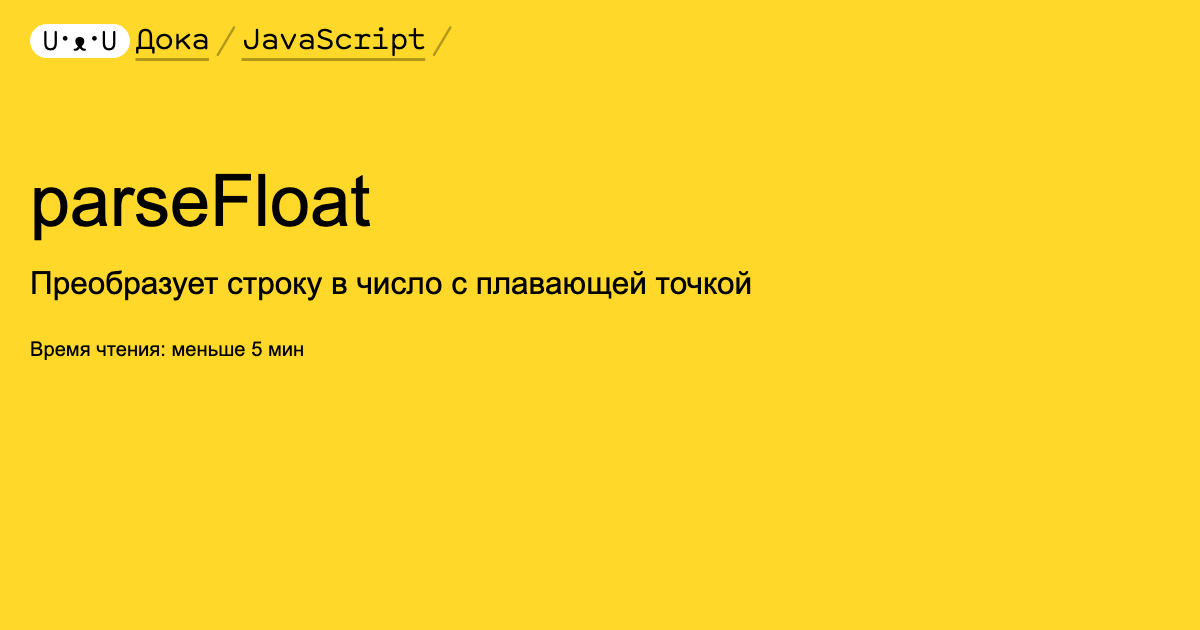 U·ᴥ·U Дока / JavaScript /
parseFloat
Преобразует строку в число с плавающей точкой
Время чтения: меньше 5 мин